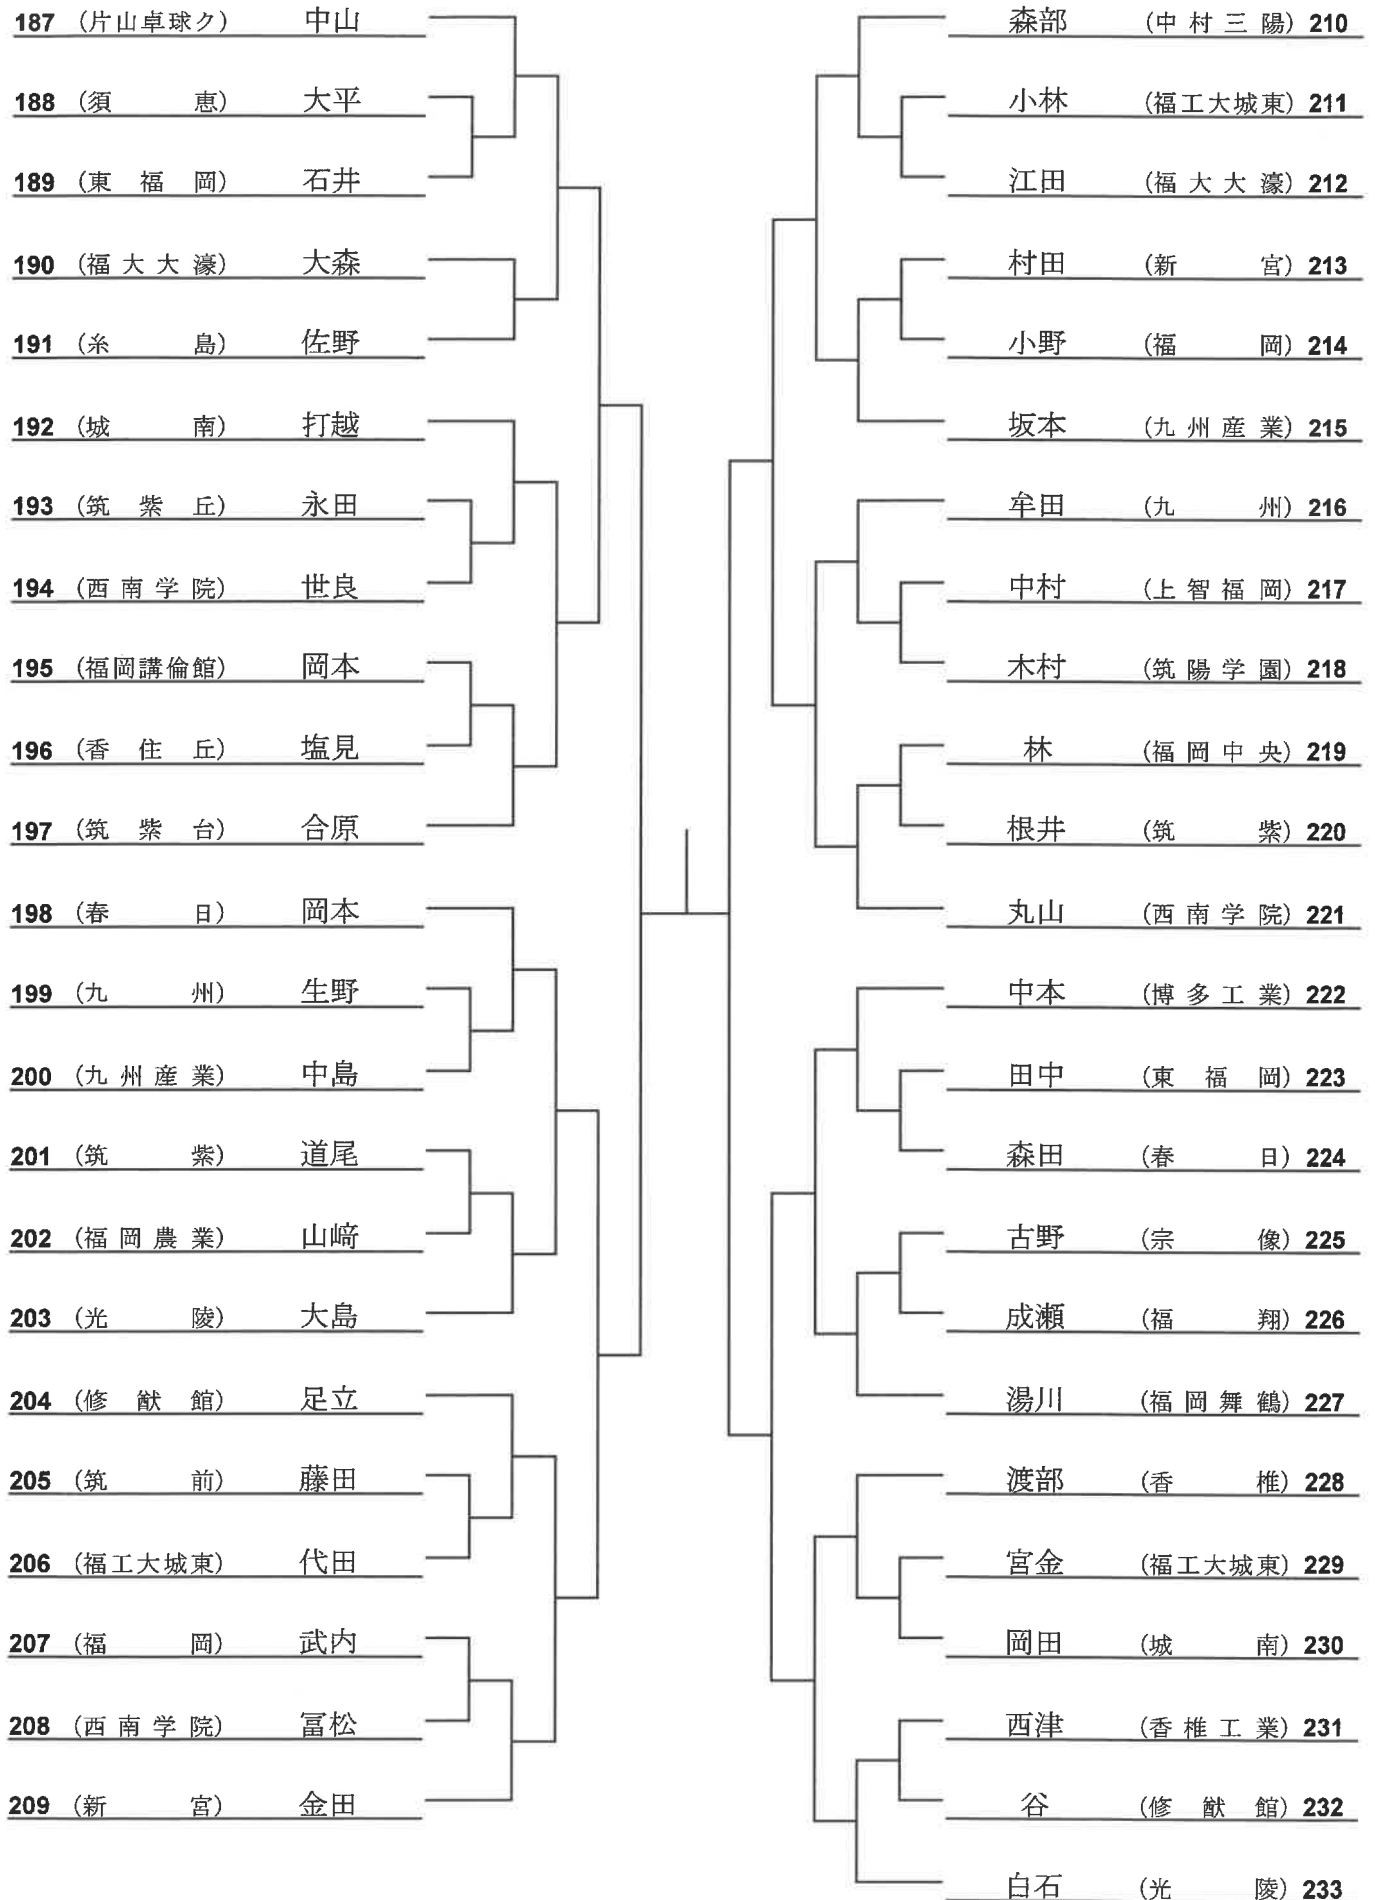 187 (片山卓球ク) 中山
188 (須恵) 大平
189 (東福岡) 石井
190 (福大大濠) 大森
191 (糸島) 佐野
192 (城南) 打越
193 (筑紫丘) 永田
194 (西南学院) 世良
195 (福岡講倫館) 岡本
196 (香住丘) 塩見
197 (筑紫台) 合原
198 (春日) 岡本
199 (九州) 生野
200 (九州産業) 中島
201 (筑紫) 道尾
202 (福岡農業) 山﨑
203 (光陵) 大島
204 (修猷館) 足立
205 (筑前) 藤田
206 (福工大城東) 代田
207 (福岡) 武内
208 (西南学院) 冨松
209 (新宮) 金田
森部 (中村三陽) 210
小林 (福工大城東) 211
江田 (福大大濠) 212
村田 (新宮) 213
小野 (福岡) 214
坂本 (九州産業) 215
牟田 (九州) 216
中村 (上智福岡) 217
木村 (筑陽学園) 218
林 (福岡中央) 219
根井 (筑紫) 220
丸山 (西南学院) 221
中本 (博多工業) 222
田中 (東福岡) 223
森田 (春日) 224
古野 (宗像) 225
成瀬 (福翔) 226
湯川 (福岡舞鶴) 227
渡部 (香椎) 228
宮金 (福工大城東) 229
岡田 (城南) 230
西津 (香椎工業) 231
谷 (修猷館) 232
白石 (光陵) 233